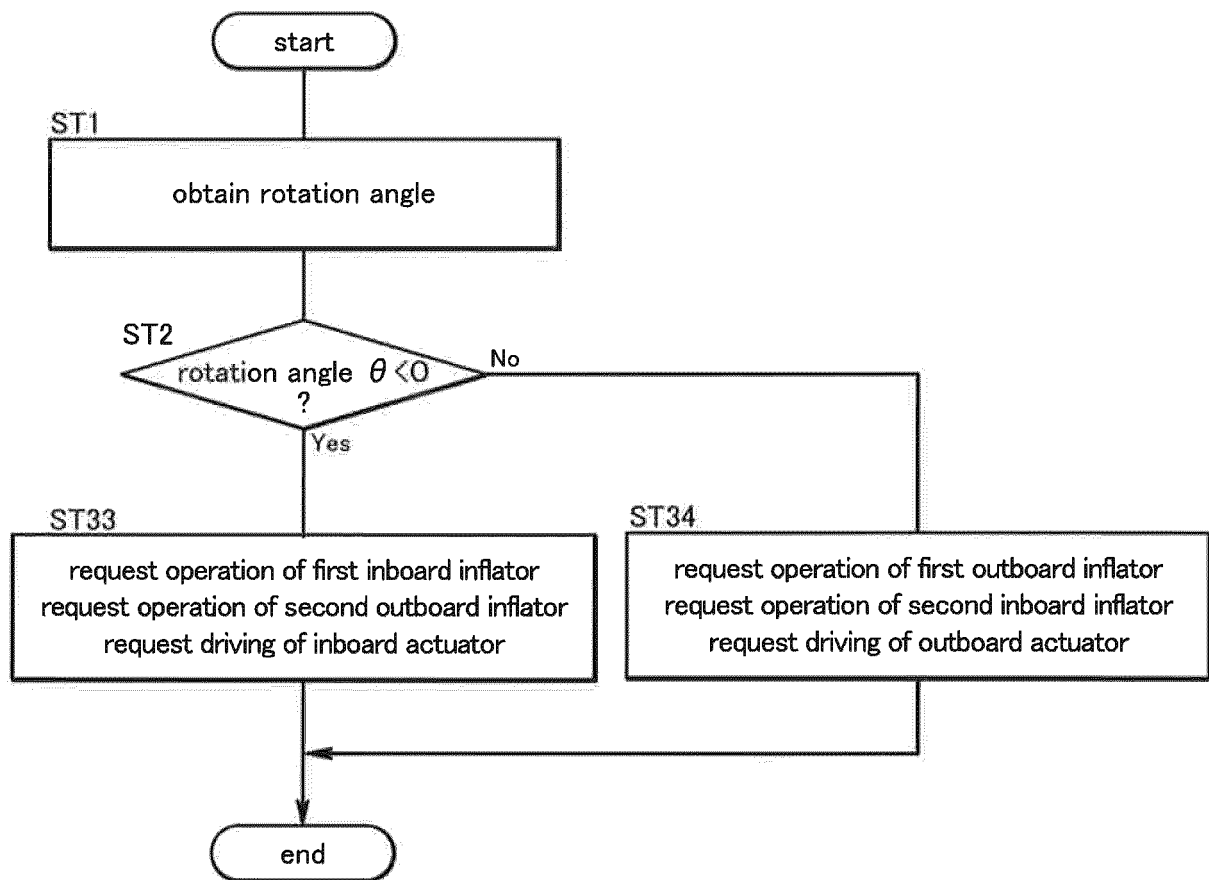 start
ST1
obtain rotation angle
ST2
rotation angle θ<0
?
No
Yes
ST33
request operation of first inboard inflator
request operation of second outboard inflator
request driving of inboard actuator
ST34
request operation of first outboard inflator
request operation of second inboard inflator
request driving of outboard actuator
end